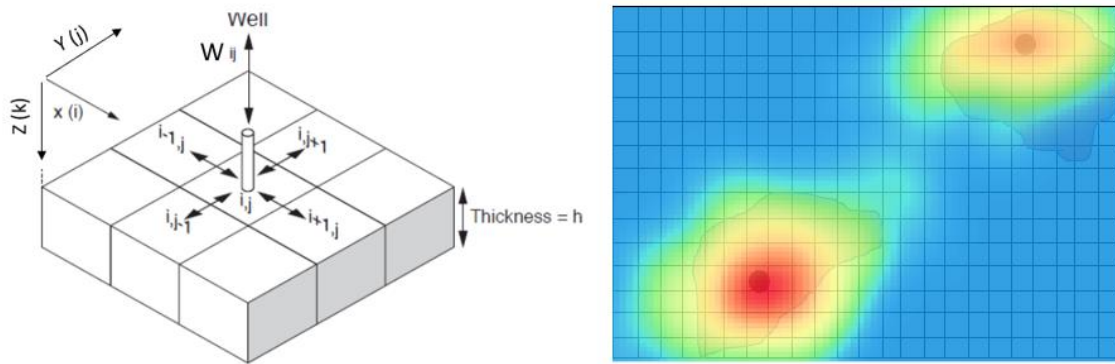 Well
W ij
Y (j)
x (i)
Z (k)
i-1,j
i,j+1
i,j
i,j-1
i+1,j
Thickness = h